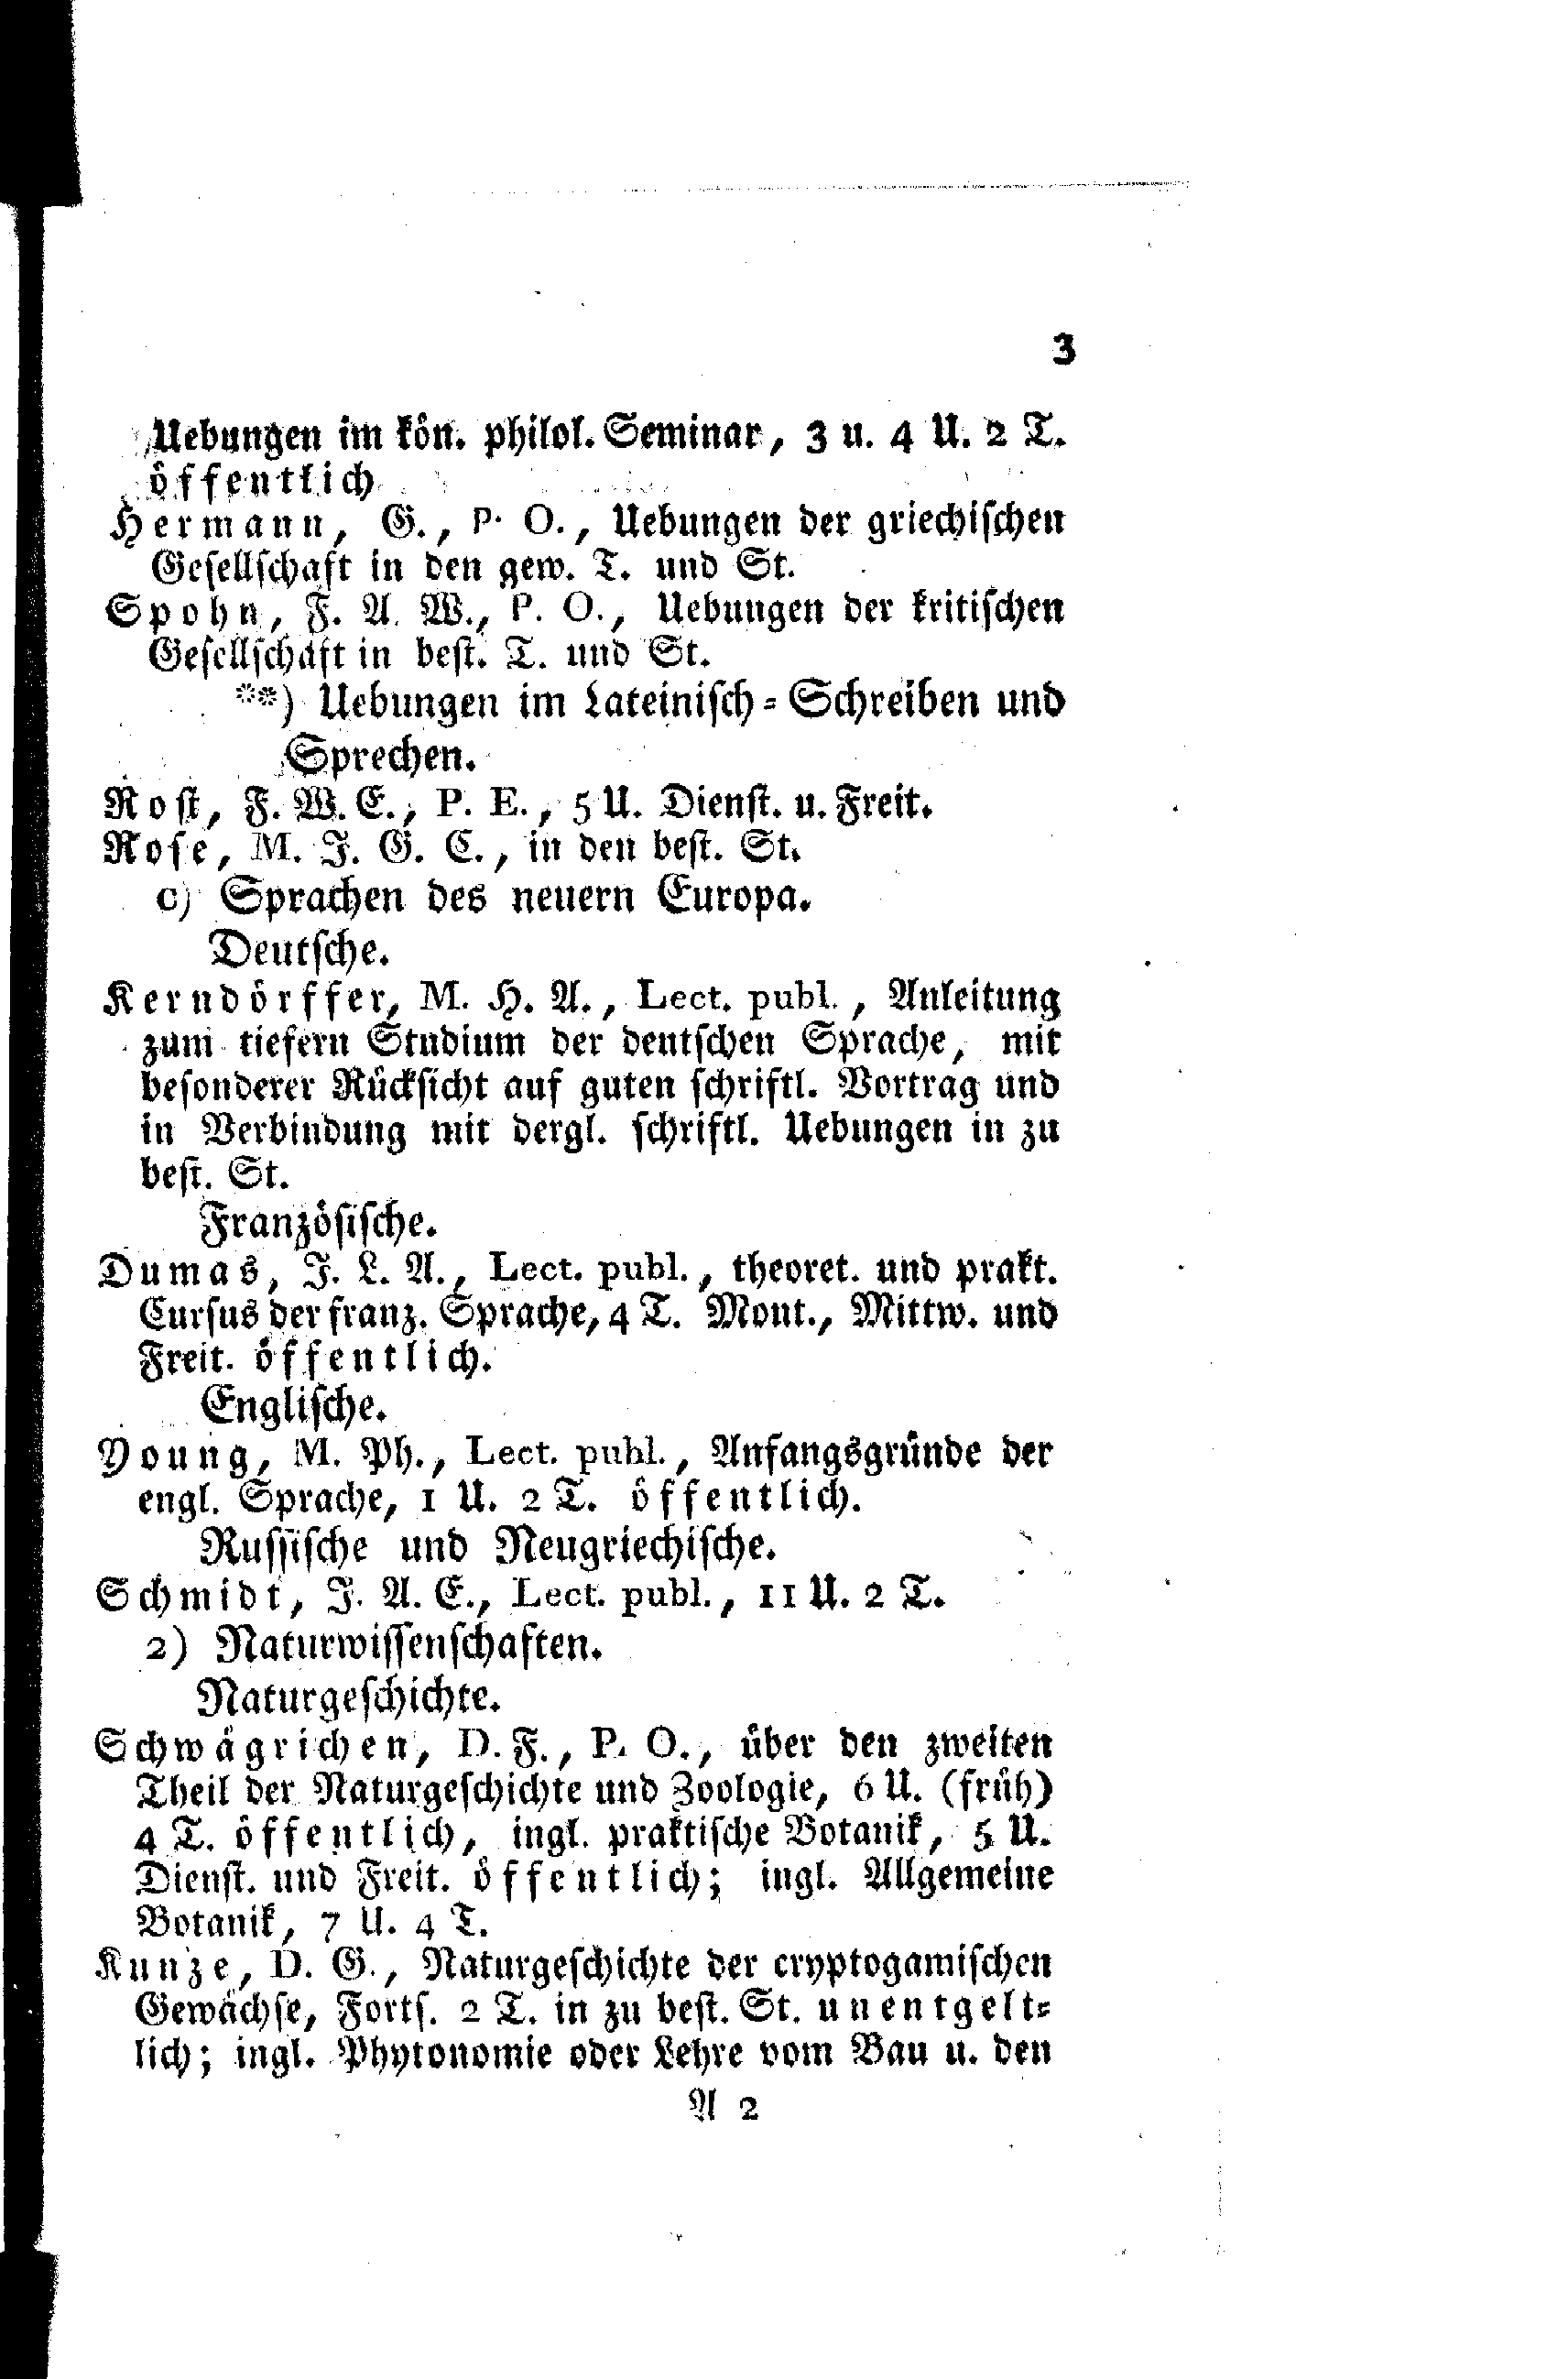 3
Uebungen im kön. philol. Seminar, 3 u. 4 U. 2 T.
öffentlich
Hermann, G., P. O., Uebungen der griechischen
Gesellschaft in den gew. T. und St.
Spohn, F. A. W., P. O., Uebungen der kritischen
Gesellschaft in best. T. und St.
**) Uebungen im Lateinisch-Schreiben und
Sprechen.
Rost, F. W. E., P. E., 5 U. Dienst. u. Freit.
Rose, M. J. G. C., in den best. St.
c) Sprachen des neuern Europa.
Deutsche.
Kerndörffer, M. H. A., Lect. publ., Anleitung
zum tiefern Studium der deutschen Sprache, mit
besonderer Rücksicht auf guten schriftl. Vortrag und
in Verbindung mit dergl. schriftl. Uebungen in zu
best. St.
Französische.
Dumas, J. L. A., Lect. publ., theoret. und prakt.
Cursus der franz. Sprache, 4 T. Mont., Mittw. und
Freit. öffentlich.
Englische.
Young, M. Ph., Lect. publ., Anfangsgründe der
engl. Sprache, 1 U. 2 T. öffentlich.
Russische und Neugriechische.
Schmidt, J. A. E., Lect. publ., 11 U. 2 T.
2) Naturwissenschaften.
Naturgeschichte.
Schwägrichen, D. F., P. O., über den zweiten
Theil der Naturgeschichte und Zoologie, 6 U. (früh)
4 T. öffentlich, ingl. praktische Botanik, 5 U.
Dienst. und Freit. öffentlich; ingl. Allgemeine
Botanik, 7 U. 4 T.
Kunze, D. G., Naturgeschichte der cryptogamischen
Gewächse, Forts. 2 T. in zu best. St. unentgelt-
lich; ingl. Phytonomie oder Lehre vom Bau u. den
A 2